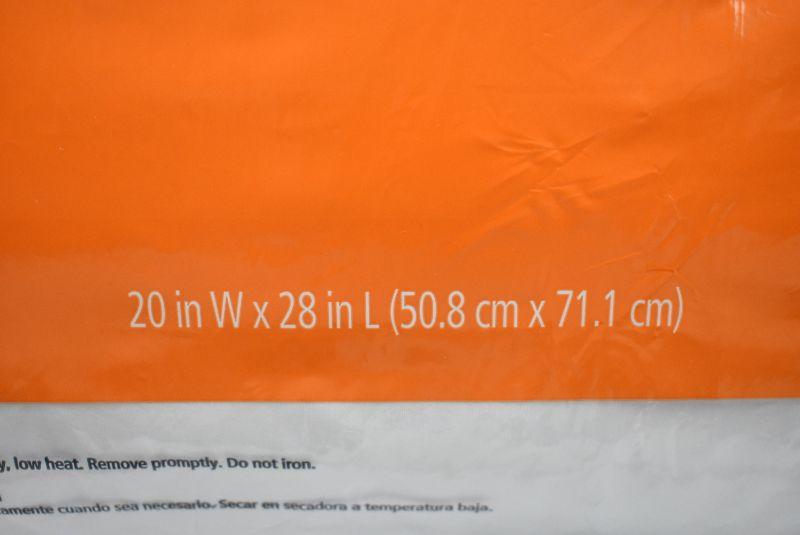 20 in W x 28 in L (50.8 cm x 71.1 cm)
y, low heat. Remove promptly. Do not iron.
tamente cuando sea necesario. Secar en secadora a temperatura baja.